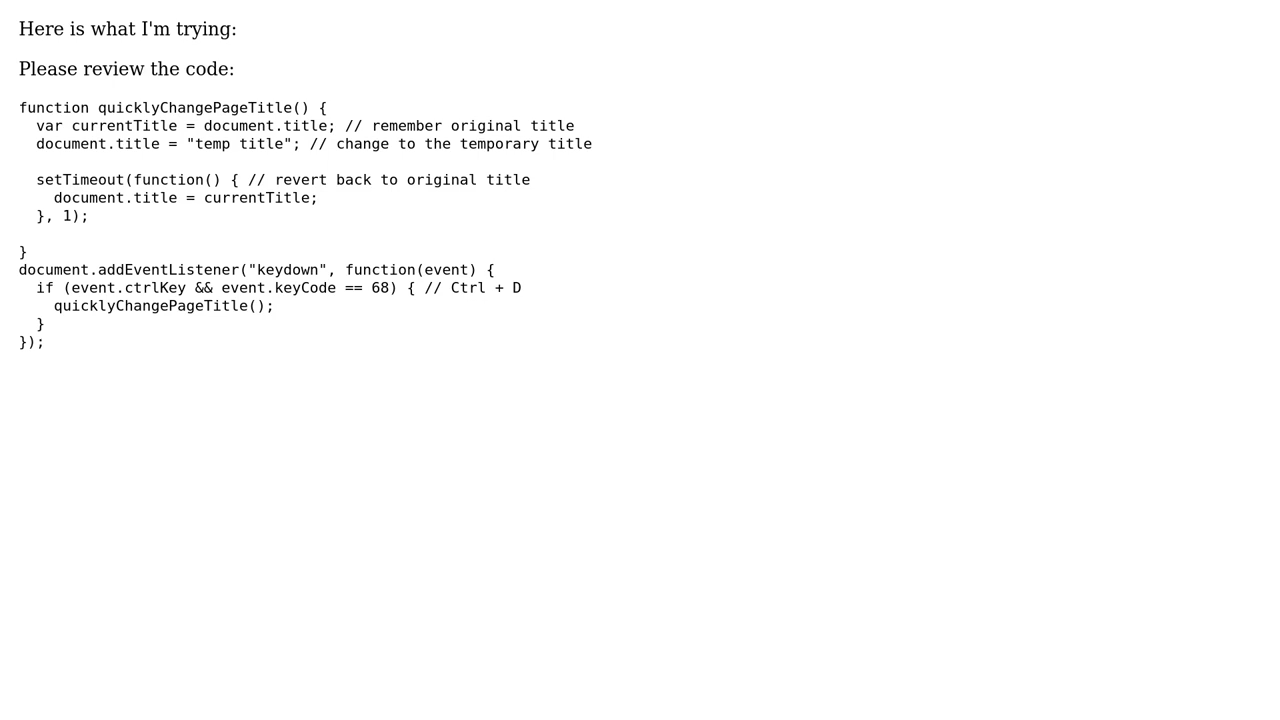 Here is what I'm trying:
Please review the code:
function quicklyChangePageTitle() {
  var currentTitle = document.title; // remember original title
  document.title = "temp title"; // change to the temporary title
  setTimeout(function() { // revert back to original title
    document.title = currentTitle;
  }, 1);
}
document.addEventListener("keydown", function(event) {
  if (event.ctrlKey && event.keyCode == 68) { // Ctrl + D
    quicklyChangePageTitle();
  }
});